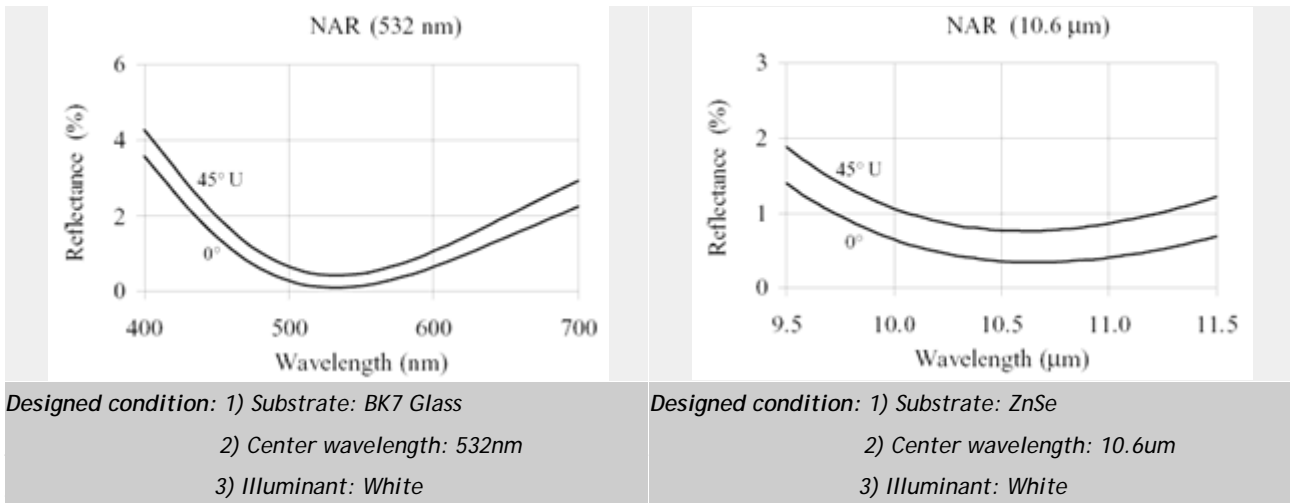 NAR (532 nm)
6
4
2
0
Reflectance (%)
45° U
0°
400 500 600 700
Wavelength (nm)
Designed condition: 1) Substrate: BK7 Glass
2) Center wavelength: 532nm
3) Illuminant: White
NAR (10.6 μm)
3
2
1
0
Reflectance (%)
45° U
0°
9.5 10.0 10.5 11.0 11.5
Wavelength (μm)
Designed condition: 1) Substrate: ZnSe
2) Center wavelength: 10.6um
3) Illuminant: White